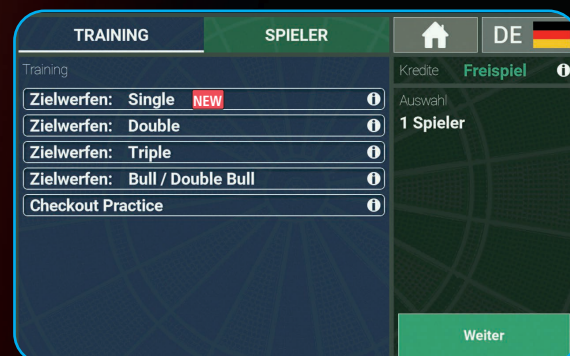 TRAINING SPIELER DE
Training
Kredite Freispiel
Zielwerfen: Single NEW
Auswahl
1 Spieler
Zielwerfen: Double
Zielwerfen: Triple
Zielwerfen: Bull / Double Bull
Checkout Practice
Weiter